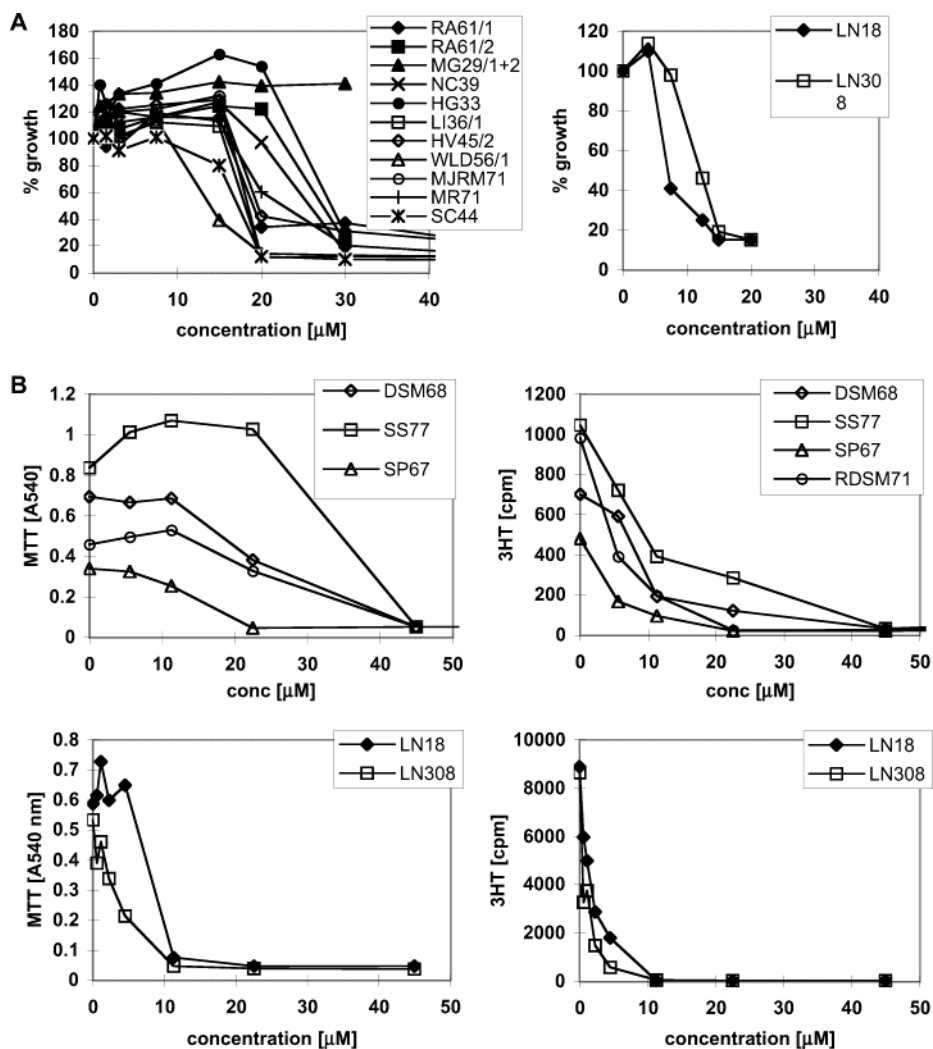 A
180
160
140
120
100
80
60
40
20
0
% growth
0
10
20
30
40
concentration [µM]
RA61/1
RA61/2
MG29/1+2
NC39
HG33
LI36/1
HV45/2
WLD56/1
MJRM71
MR71
SC44
120
100
80
60
40
20
0
% growth
0
10
20
30
40
concentration [µM]
LN18
LN30
8
B
1.2
1
0.8
0.6
0.4
0.2
0
MTT [A540]
0
10
20
30
40
50
conc [µM]
DSM68
SS77
SP67
1200
1000
800
600
400
200
0
3HT [cpm]
0
10
20
30
40
50
conc [µM]
DSM68
SS77
SP67
RDSM71
0.8
0.7
0.6
0.5
0.4
0.3
0.2
0.1
0
MTT [A540 nm]
0
10
20
30
40
50
concentration [µM]
LN18
LN308
10000
8000
6000
4000
2000
0
3HT [cpm]
0
10
20
30
40
50
concentration [µM]
LN18
LN308